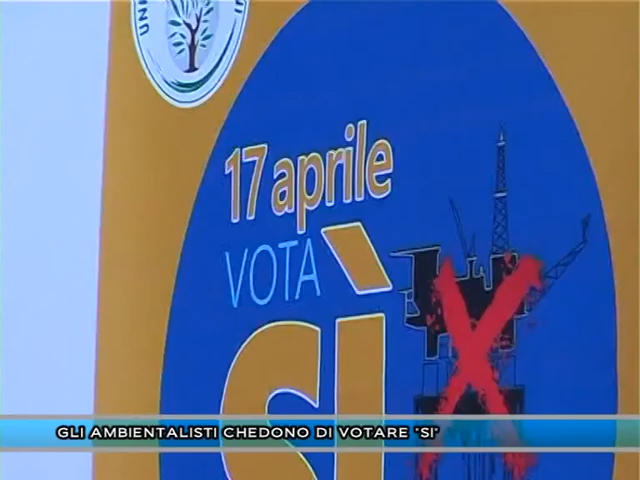 17 aprile
VOTA
SÌ
GLI AMBIENTALISTI CHEDONO DI VOTARE "SI"